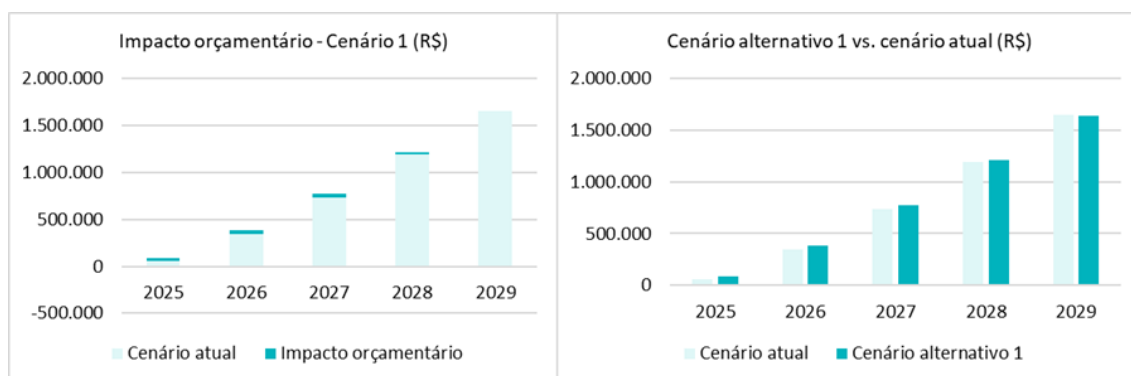 Impacto orçamentário - Cenário 1 (R$)
2.000.000
1.500.000
1.000.000
500.000
0
-500.000
2025 2026 2027 2028 2029
Cenário atual Impacto orçamentário
Cenário alternativo 1 vs. cenário atual (R$)
2.000.000
1.500.000
1.000.000
500.000
0
2025 2026 2027 2028 2029
Cenário atual Cenário alternativo 1